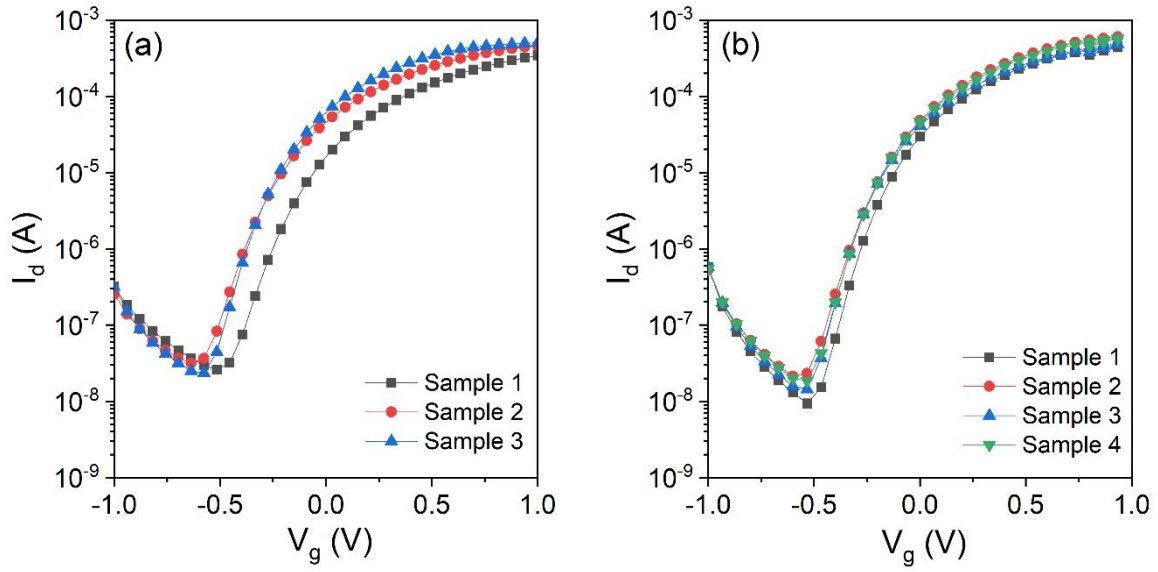 (a)
10⁻³
10⁻⁴
10⁻⁵
10⁻⁶
10⁻⁷
10⁻⁸
10⁻⁹
I_d (A)
Sample 1
Sample 2
Sample 3
-1.0 -0.5 0.0 0.5 1.0
V_g (V)
(b)
10⁻³
10⁻⁴
10⁻⁵
10⁻⁶
10⁻⁷
10⁻⁸
10⁻⁹
I_d (A)
Sample 1
Sample 2
Sample 3
Sample 4
-1.0 -0.5 0.0 0.5 1.0
V_g (V)